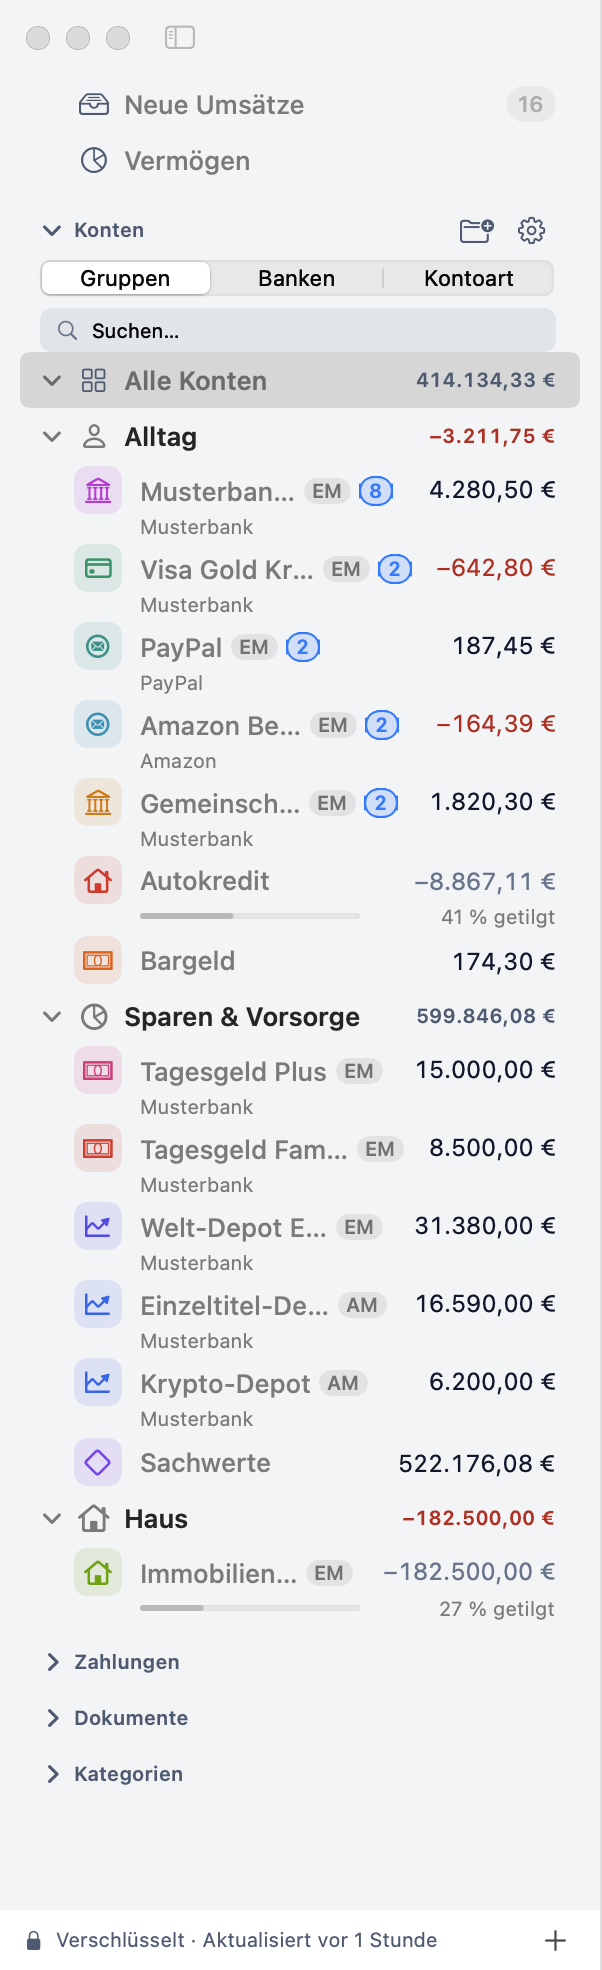 Neue Umsätze 16
Vermögen
Konten
Gruppen Banken Kontoart
Suchen...
Alle Konten 414.134,33 €
Alltag −3.211,75 €
Musterban... EM 8 4.280,50 €
Musterbank
Visa Gold Kr... EM 2 −642,80 €
Musterbank
PayPal EM 2 187,45 €
PayPal
Amazon Be... EM 2 −164,39 €
Amazon
Gemeinsch... EM 2 1.820,30 €
Musterbank
Autokredit −8.867,11 €
41 % getilgt
Bargeld 174,30 €
Sparen & Vorsorge 599.846,08 €
Tagesgeld Plus EM 15.000,00 €
Musterbank
Tagesgeld Fam... EM 8.500,00 €
Musterbank
Welt-Depot E... EM 31.380,00 €
Musterbank
Einzeltitel-De... AM 16.590,00 €
Musterbank
Krypto-Depot AM 6.200,00 €
Musterbank
Sachwerte 522.176,08 €
Haus −182.500,00 €
Immobilien... EM −182.500,00 €
27 % getilgt
Zahlungen
Dokumente
Kategorien
Verschlüsselt · Aktualisiert vor 1 Stunde